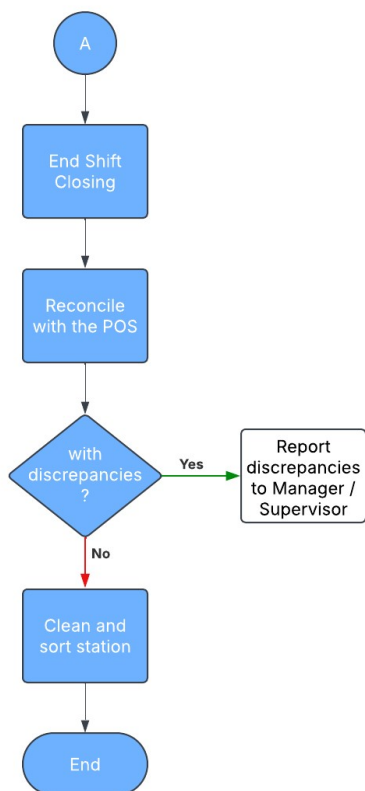 A
End Shift
Closing
Reconcile
with the POS
with
discrepancies
?
Yes
Report
discrepancies
to Manager /
Supervisor
No
Clean and
sort station
End